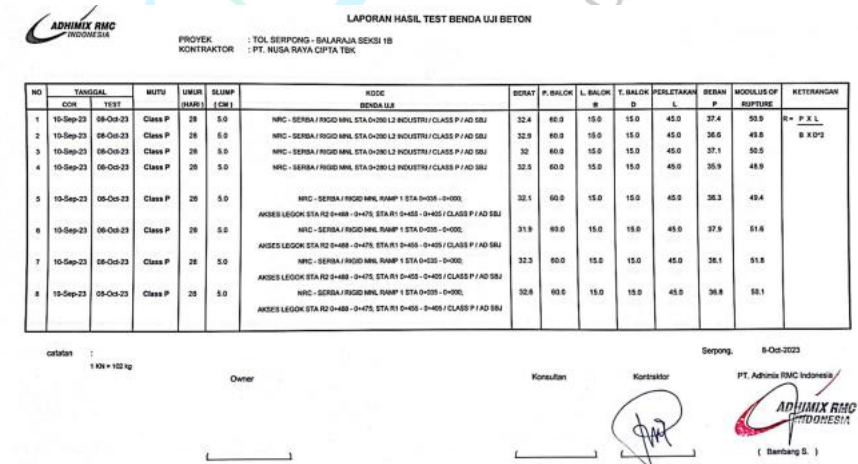 ADHIMIX RMC
INDONESIA
LAPORAN HASIL TEST BENDA UJI BETON
PROYEK : TOL SERPONG - BALARAJA SEKSI 1B
KONTRAKTOR : PT. NUSA RAYA CIPTA TBK
NO TANGGAL MUTU UMUR SLUMP KODE BERAT P. BALOK L. BALOK T. BALOK PERLETAKAN BEBAN MODULUS OF KETERANGAN
COR TEST (HARI) (CM) BENDA UJI B D L P RUPTURE
1 10-Sep-23 08-Oct-23 Class P 28 5.0 NRC - SERBA / RIGID MNL STA 0+280 L2 INDUSTRI / CLASS P / AD SBJ 32.4 60.0 15.0 15.0 45.0 37.4 50.9 R= P X L
2 10-Sep-23 08-Oct-23 Class P 28 5.0 NRC - SERBA / RIGID MNL STA 0+280 L2 INDUSTRI / CLASS P / AD SBJ 32.9 60.0 15.0 15.0 45.0 36.6 49.8 B X D^2
3 10-Sep-23 08-Oct-23 Class P 28 5.0 NRC - SERBA / RIGID MNL STA 0+280 L2 INDUSTRI / CLASS P / AD SBJ 32 60.0 15.0 15.0 45.0 37.1 50.5
4 10-Sep-23 08-Oct-23 Class P 28 5.0 NRC - SERBA / RIGID MNL STA 0+280 L2 INDUSTRI / CLASS P / AD SBJ 32.5 60.0 15.0 15.0 45.0 35.9 48.9
5 10-Sep-23 08-Oct-23 Class P 28 5.0 NRC - SERBA / RIGID MNL RAMP 1 STA 0+035 - 0+000; 32.1 60.0 15.0 15.0 45.0 36.3 49.4
AKSES LEGOK STA R2 0+488 - 0+475; STA R1 0+455 - 0+405 / CLASS P / AD SBJ
6 10-Sep-23 08-Oct-23 Class P 28 5.0 NRC - SERBA / RIGID MNL RAMP 1 STA 0+035 - 0+000; 31.9 60.0 15.0 15.0 45.0 37.9 51.6
AKSES LEGOK STA R2 0+488 - 0+475; STA R1 0+455 - 0+405 / CLASS P / AD SBJ
7 10-Sep-23 08-Oct-23 Class P 28 5.0 NRC - SERBA / RIGID MNL RAMP 1 STA 0+035 - 0+000; 32.3 60.0 15.0 15.0 45.0 51.8
AKSES LEGOK STA R2 0+488 - 0+475; STA R1 0+455 - 0+405 / CLASS P / AD SBJ
8 10-Sep-23 08-Oct-23 Class P 28 5.0 NRC - SERBA / RIGID MNL RAMP 1 STA 0+035 - 0+000; 32.6 60.0 15.0 15.0 45.0 36.8 50.1
AKSES LEGOK STA R2 0+488 - 0+475; STA R1 0+455 - 0+405 / CLASS P / AD SBJ
catatan :
1 KN = 102 kg
Serpong, 8-Oct-2023
Owner Konsultan Kontraktor PT. Adhimix RMC Indonesia
ADHIMIX RMC
INDONESIA
( Bambang S. )